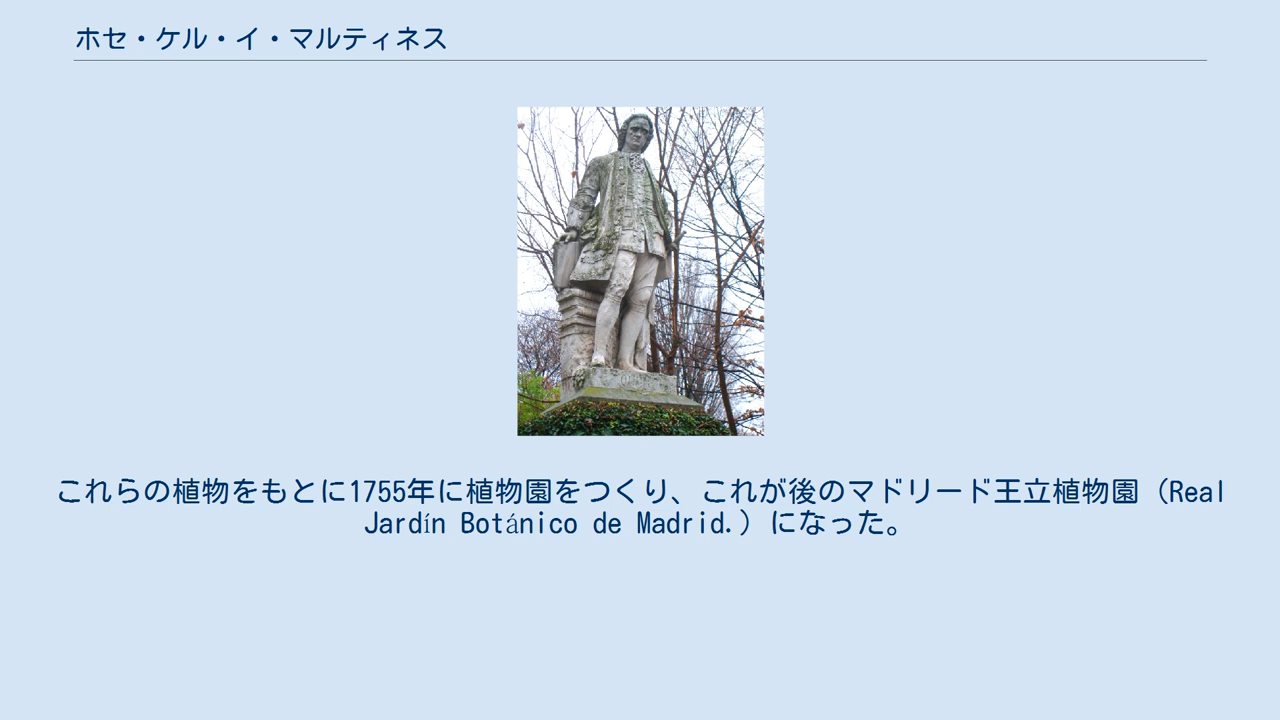 ホセ・ケル・イ・マルティネス
これらの植物をもとに1755年に植物園をつくり、これが後のマドリード王立植物園（Real
Jardín Botánico de Madrid.）になった。